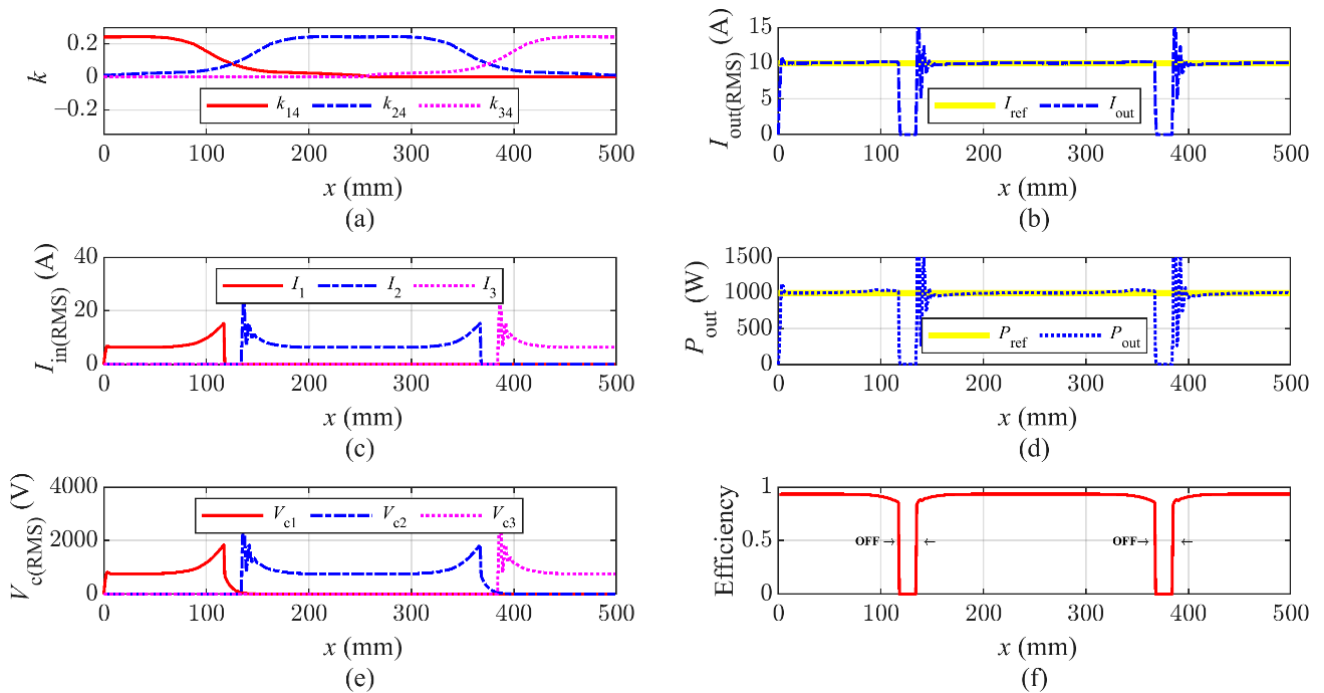 (a)
k
0.2
0
−0.2
k14 k24 k34
0 100 200 300 400 500
x (mm)
(b)
Iout(RMS) (A)
15
10
5
0
Iref Iout
0 100 200 300 400 500
x (mm)
(c)
Iin(RMS) (A)
40
20
0
I1 I2 I3
0 100 200 300 400 500
x (mm)
(d)
Pout (W)
1500
1000
500
0
Pref Pout
0 100 200 300 400 500
x (mm)
(e)
Vc(RMS) (V)
4000
2000
0
Vc1 Vc2 Vc3
0 100 200 300 400 500
x (mm)
(f)
Efficiency
1
0.5
0
OFF→ ← OFF→ ←
0 100 200 300 400 500
x (mm)